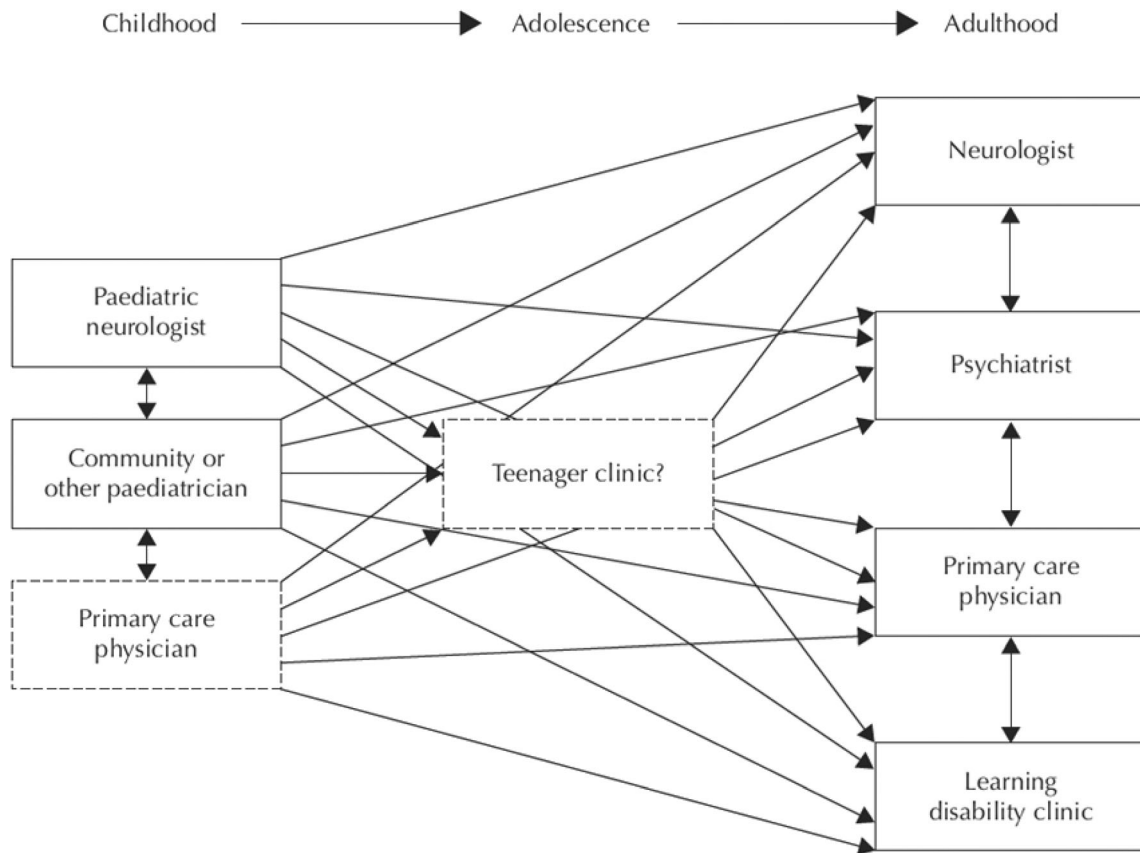 Childhood Adolescence Adulthood
Neurologist
Paediatric
neurologist
Psychiatrist
Community or
other paediatrician
Teenager clinic?
Primary care
physician
Primary care
physician
Learning
disability clinic